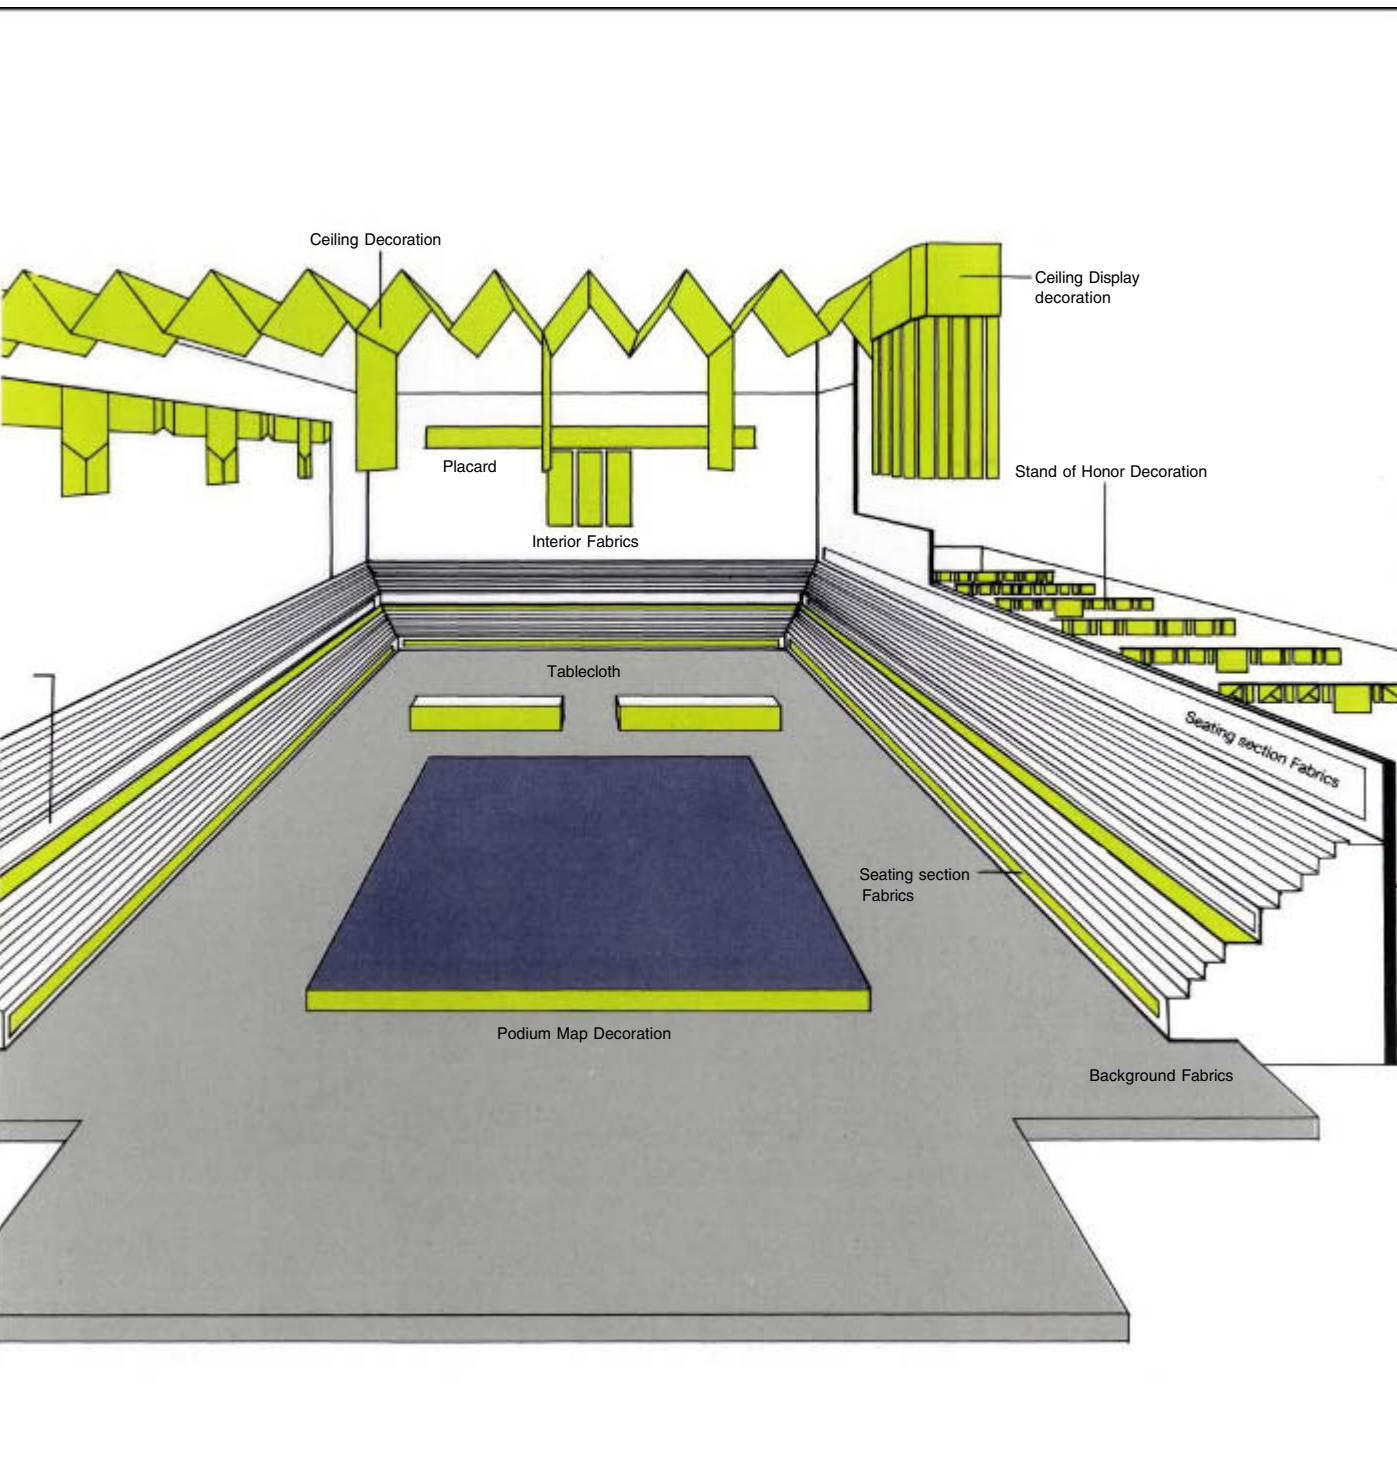 Ceiling Decoration
Ceiling Display
decoration
Placard
Stand of Honor Decoration
Interior Fabrics
Tablecloth
Seating section Fabrics
Seating section
Fabrics
Podium Map Decoration
Background Fabrics